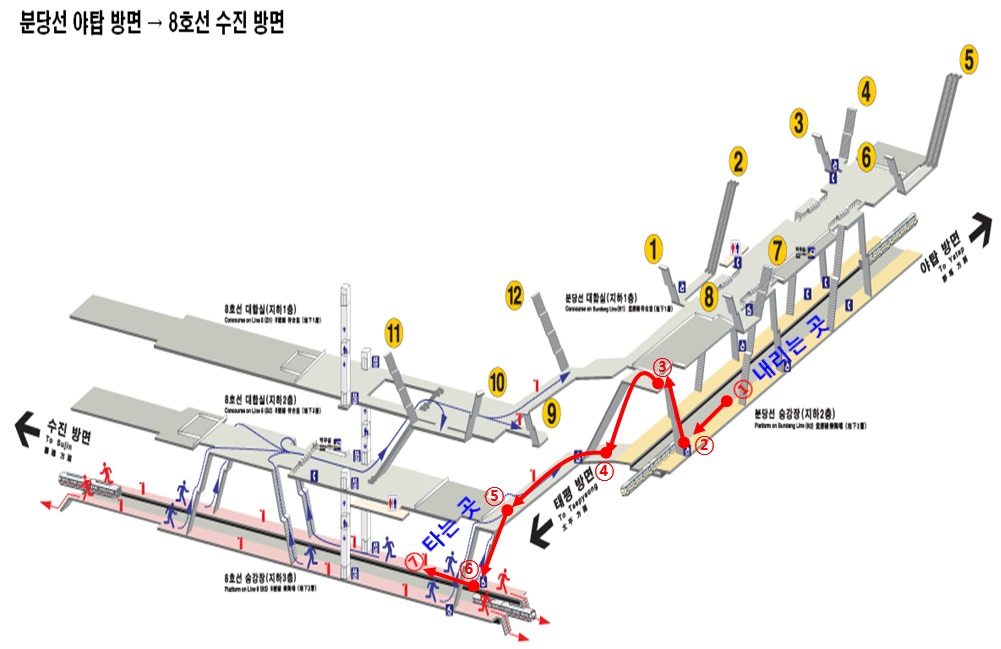 분당선 야탑 방면 → 8호선 수진 방면
5
4
3
6
2
야탑 방면
To Yatap
1
7
8
12
분당선 대합실(지하1층)
Concourse on Bundang Line(B1)
8호선 대합실(지하1층)
Concourse on Line 8 (B1)
11
내리는 곳
③
①
10
8호선 대합실(지하2층)
Concourse on Line 8 (B2)
9
분당선 승강장(지하2층)
Platform on Bundang Line (B2)
수진 방면
To Sujin
②
④
태평 방면
To Taepyeong
⑤
타는 곳
⑦
⑥
8호선 승강장(지하3층)
Platform on Line 8 (B3)